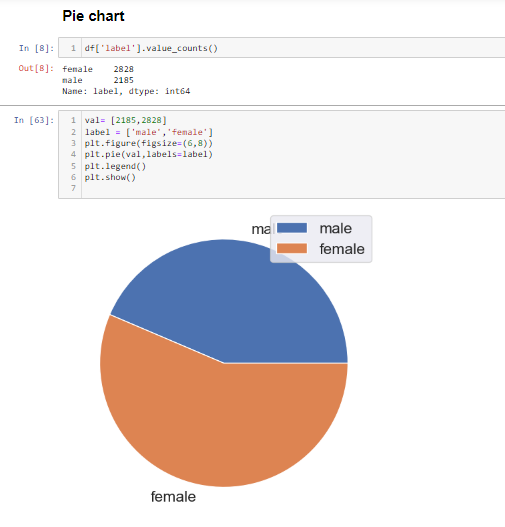 Pie chart
In [8]: 1 df['label'].value_counts()
Out[8]: female 2828
male 2185
Name: label, dtype: int64
In [63]: 1 val= [2185,2828]
2 label = ['male','female']
3 plt.figure(figsize=(6,8))
4 plt.pie(val,labels=label)
5 plt.legend()
6 plt.show()
7
ma
male
female
female